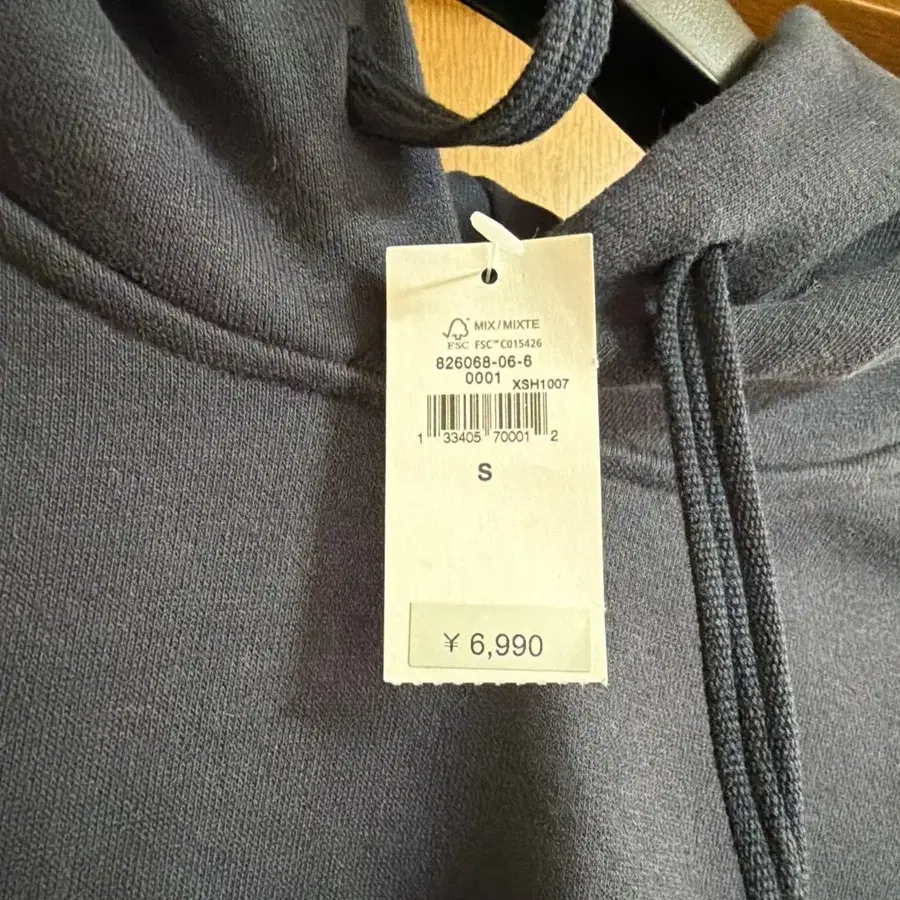 MIX/MIXTE
FSC FSC™ C015426
826068-06-6
0001 XSH1007
1 33405 70001 2
S
¥ 6,990